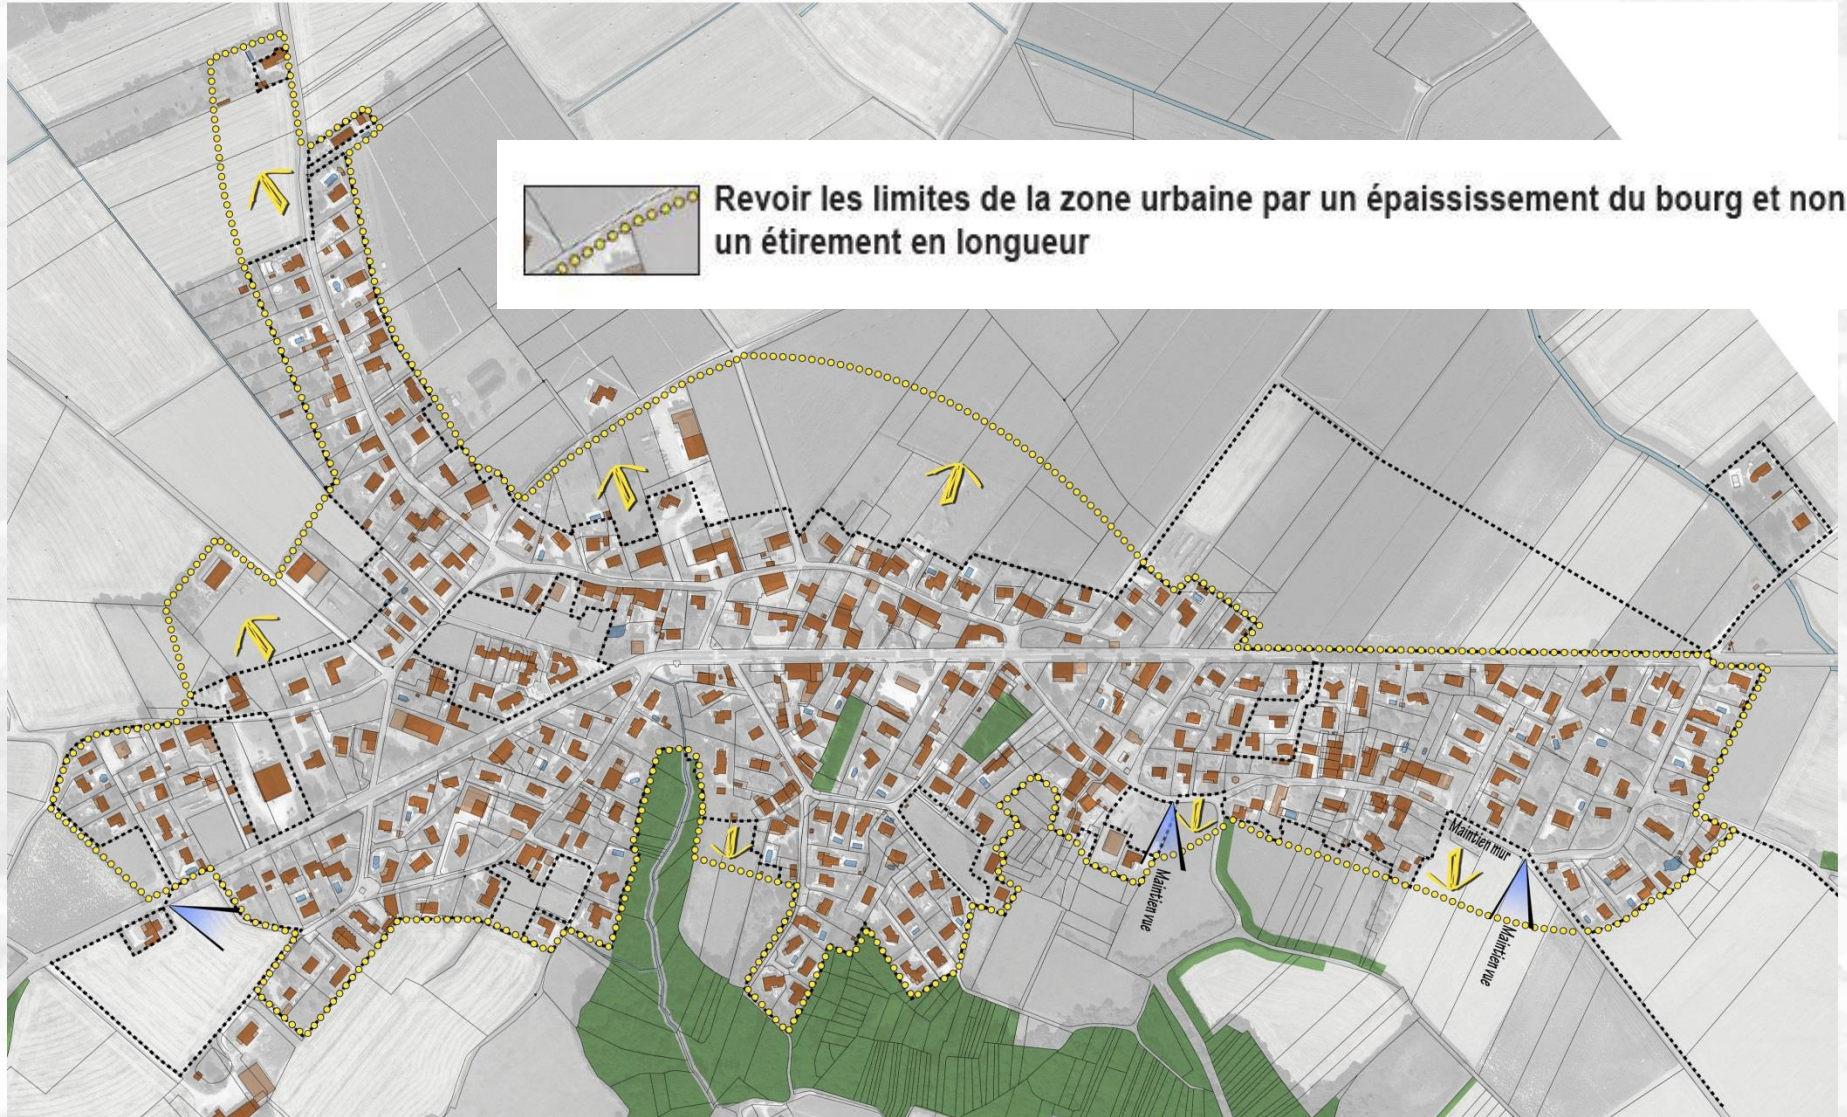 Revoir les limites de la zone urbaine par un épaississement du bourg et non
un étirement en longueur
Maintien mur
Maintien vue
Maintien vue